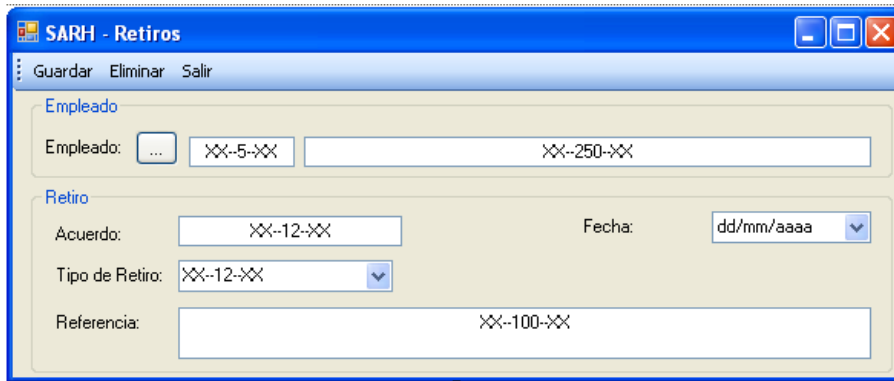 SARH - Retiros
Guardar Eliminar Salir
Empleado
Empleado: ... XX--5--XX XX--250--XX
Retiro
Acuerdo: XX--12--XX Fecha: dd/mm/aaaa
Tipo de Retiro: XX--12--XX
Referencia: XX--100--XX